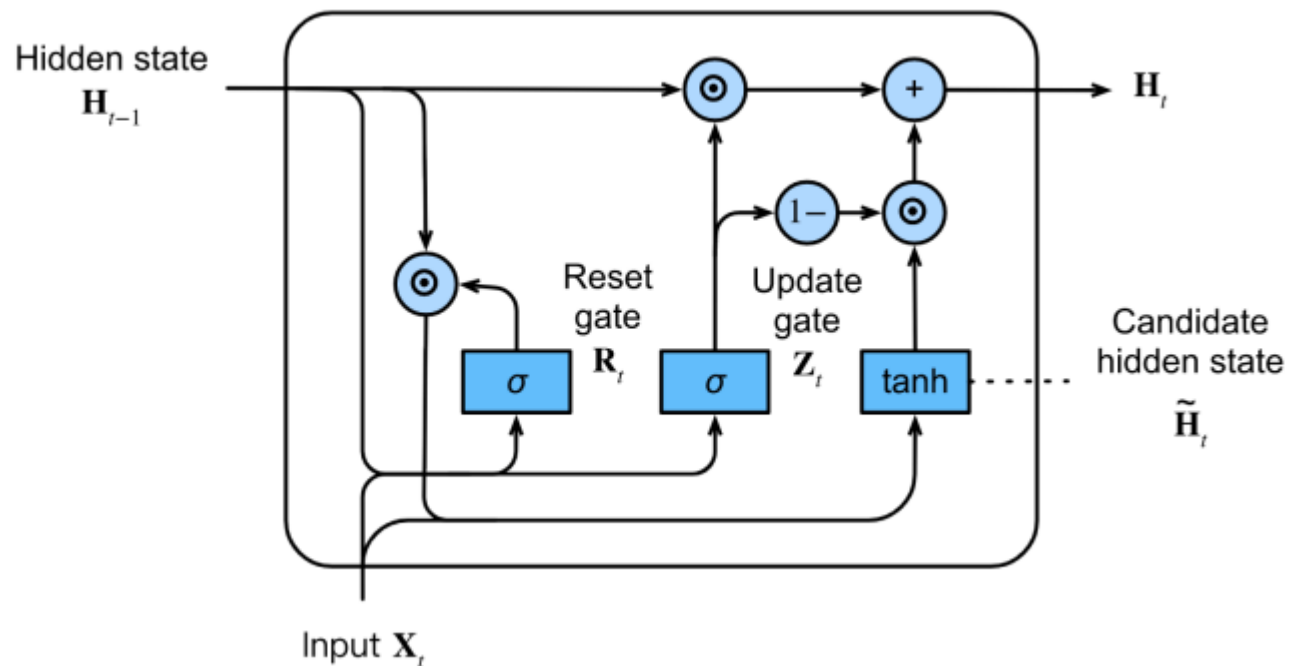 Hidden state
H_{t−1}
⊙
+
H_t
1−
⊙
⊙
Reset
gate
R_t
Update
gate
Z_t
σ
σ
tanh
Candidate
hidden state
H̃_t
Input X_t